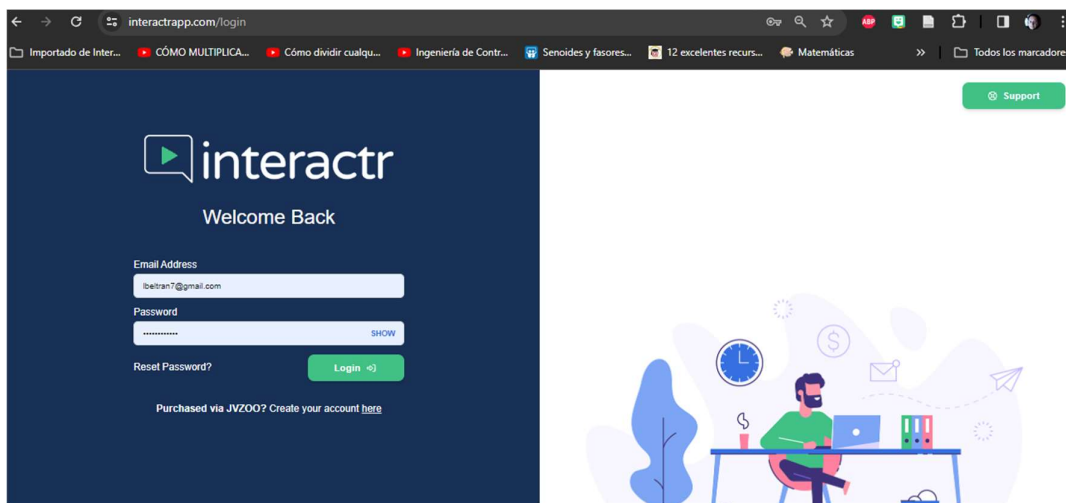 interactrapp.com/login
ABP
Importado de Inter... CÓMO MULTIPLICA... Cómo dividir cualqu... Ingeniería de Contr... Senoides y fasores... 12 excelentes recurs... Matemáticas » Todos los marcadore
Support
interactr
Welcome Back
Email Address
lbeltran7@gmail.com
Password
............ SHOW
Reset Password? Login
Purchased via JVZOO? Create your account here
$